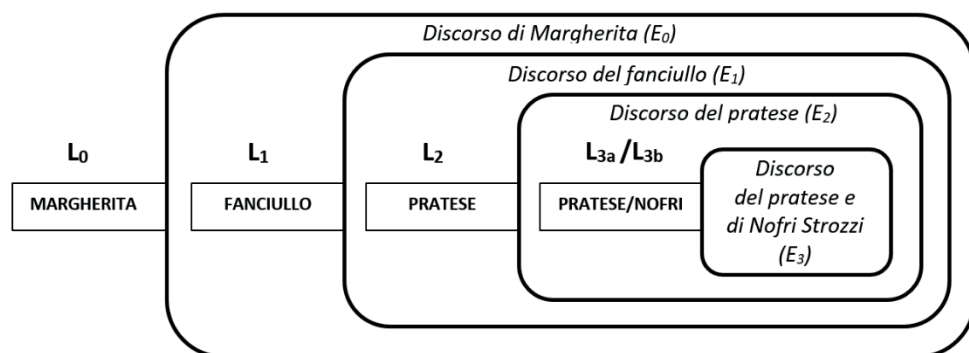 Discorso di Margherita (E0)
Discorso del fanciullo (E1)
Discorso del pratese (E2)
L0 L1 L2 L3a /L3b
MARGHERITA FANCIULLO PRATESE PRATESE/NOFRI
Discorso
del pratese e
di Nofri Strozzi
(E3)